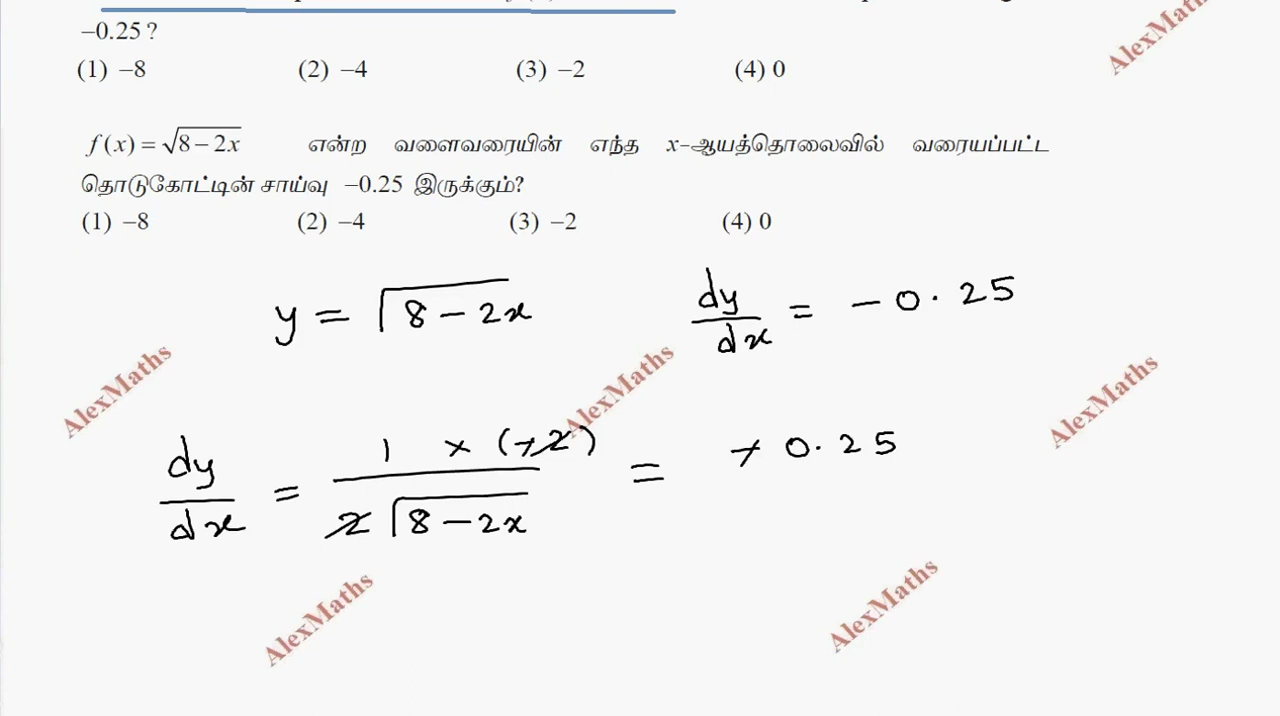 −0.25 ?
(1) −8 (2) −4 (3) −2 (4) 0
f(x) = √8 − 2x என்ற வளைவரையின் எந்த x-ஆயத்தொலைவில் வரையப்பட்ட
தொடுகோட்டின் சாய்வு −0.25 இருக்கும்?
(1) −8 (2) −4 (3) −2 (4) 0
y = √8 − 2x dy/dx = − 0.25
dy/dx = 1 × (−2) / 2 √8 − 2x = − 0.25
AlexMaths
AlexMaths
AlexMaths
AlexMaths
AlexMaths
AlexMaths